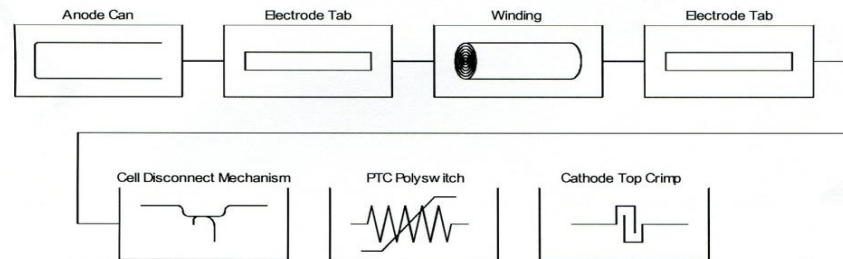 Anode Can
Electrode Tab
Winding
Electrode Tab
Cell Disconnect Mechanism
PTC Polyswitch
Cathode Top Crimp